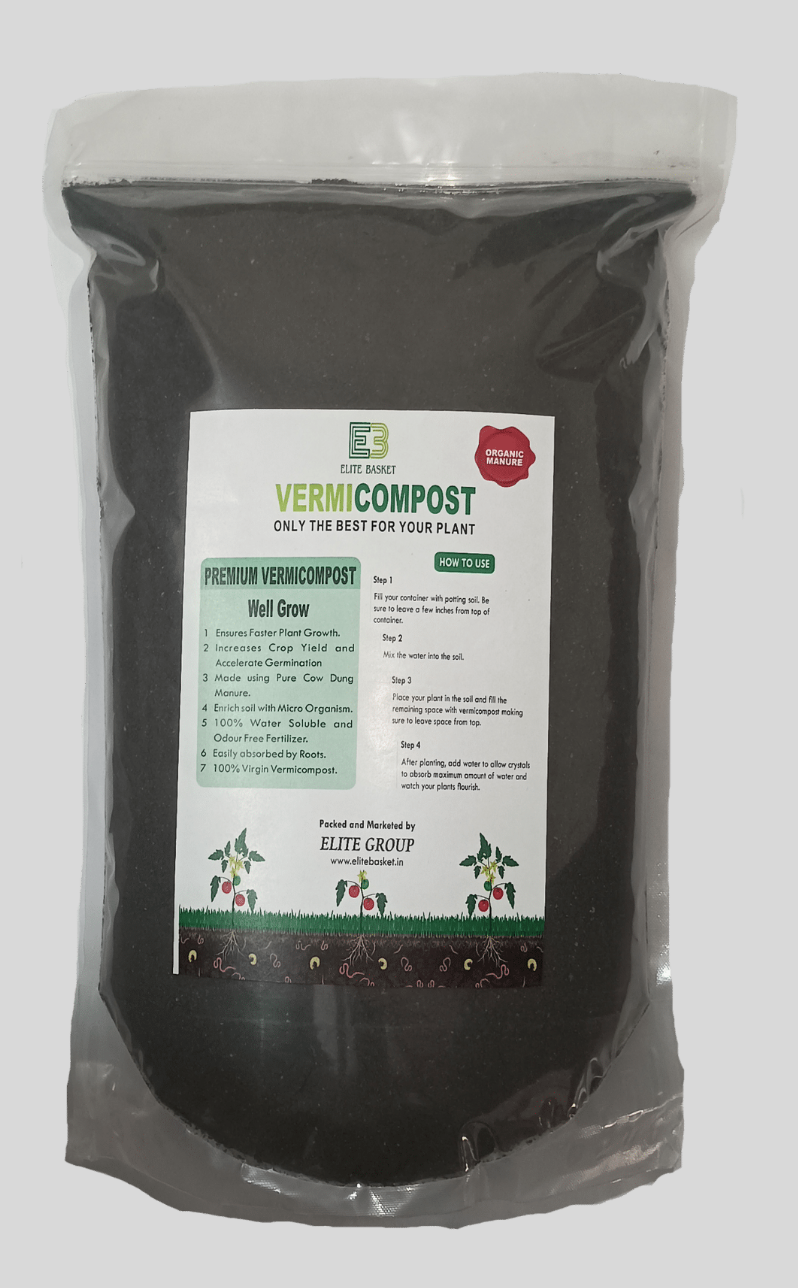 ELITE BASKET
ORGANIC
MANURE
VERMICOMPOST
ONLY THE BEST FOR YOUR PLANT
PREMIUM VERMICOMPOST
Well Grow
1 Ensures Faster Plant Growth.
2 Increases Crop Yield and
Accelerate Germination
3 Made using Pure Cow Dung
Manure.
4 Enrich soil with Micro Organism.
5 100% Water Soluble and
Odour Free Fertilizer.
6 Easily absorbed by Roots.
7 100% Virgin Vermicompost.
HOW TO USE
Step 1
Fill your container with potting soil. Be
sure to leave a few inches from top of
container.
Step 2
Mix the water into the soil.
Step 3
Place your plant in the soil and fill the
remaining space with vermicompost making
sure to leave space from top.
Step 4
After planting, add water to allow crystals
to absorb maximum amount of water and
watch your plants flourish.
Packed and Marketed by
ELITE GROUP
www.elitebasket.in